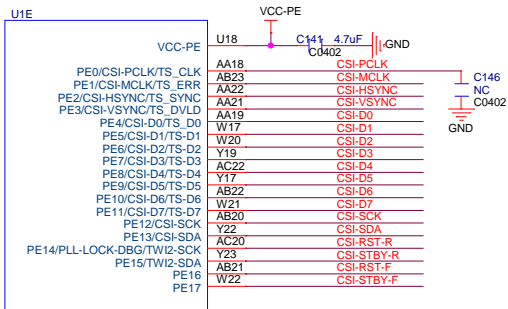 U1E
VCC-PE
VCC-PE U18 C141 4.7uF GND
C0402
PE0/CSI-PCLK/TS_CLK AA18 CSI-PCLK
PE1/CSI-MCLK/TS_ERR AB23 CSI-MCLK
PE2/CSI-HSYNC/TS_SYNC AA22 CSI-HSYNC
PE3/CSI-VSYNC/TS_DVLD AA21 CSI-VSYNC
PE4/CSI-D0/TS_D0 AA19 CSI-D0
PE5/CSI-D1/TS-D1 W17 CSI-D1
PE6/CSI-D2/TS-D2 W20 CSI-D2
PE7/CSI-D3/TS-D3 Y19 CSI-D3
PE8/CSI-D4/TS-D4 AC22 CSI-D4
PE9/CSI-D5/TS-D5 Y17 CSI-D5
PE10/CSI-D6/TS-D6 AB22 CSI-D6
PE11/CSI-D7/TS-D7 W21 CSI-D7
PE12/CSI-SCK AB20 CSI-SCK
PE13/CSI-SDA Y22 CSI-SDA
PE14/PLL-LOCK-DBG/TWI2-SCK AC20 CSI-RST-R
PE15/TWI2-SDA Y23 CSI-STBY-R
PE16 AB21 CSI-RST-F
PE17 W22 CSI-STBY-F
C146
NC
C0402
GND